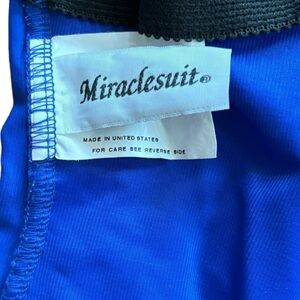 Miraclesuit®
MADE IN UNITED STATES
FOR CARE SEE REVERSE SIDE